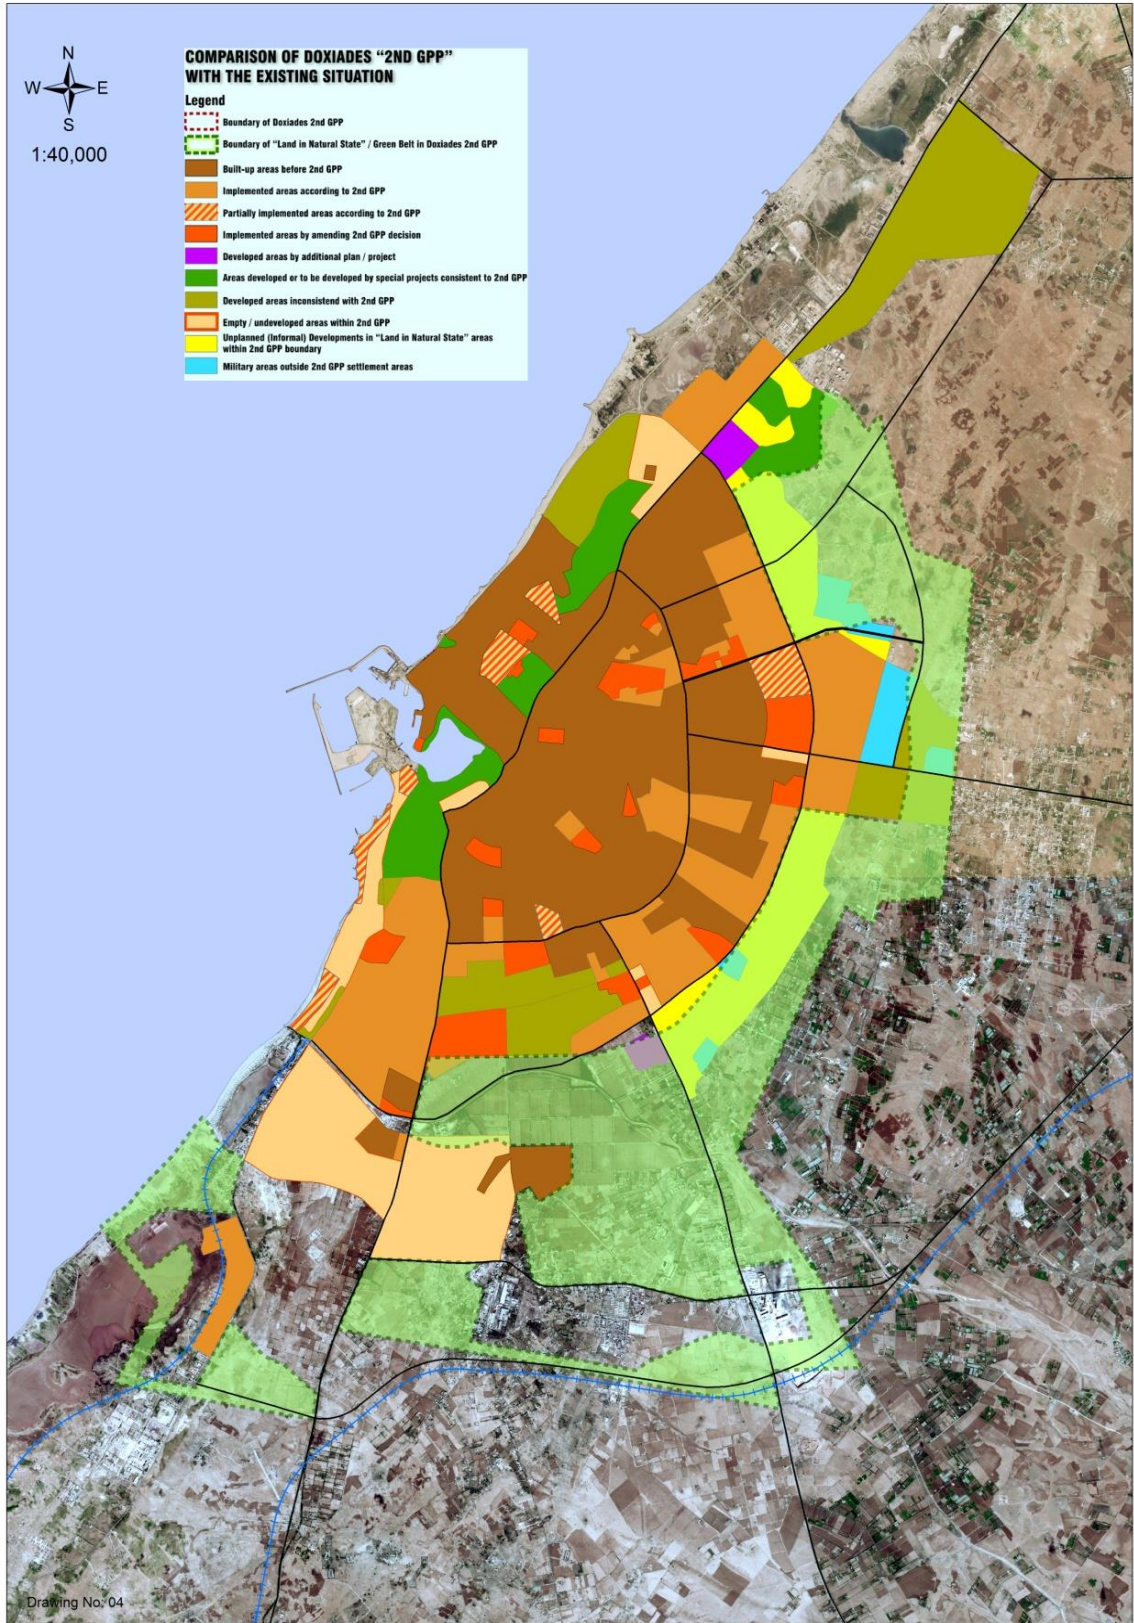 N
W E
S
1:40,000
COMPARISON OF DOXIADES “2ND GPP”
WITH THE EXISTING SITUATION
Legend
Boundary of Doxiades 2nd GPP
Boundary of “Land in Natural State” / Green Belt in Doxiades 2nd GPP
Built-up areas before 2nd GPP
Implemented areas according to 2nd GPP
Partially implemented areas according to 2nd GPP
Implemented areas by amending 2nd GPP decision
Developed areas by additional plan / project
Areas developed or to be developed by special projects consistent to 2nd GPP
Developed areas inconsistend with 2nd GPP
Empty / undeveloped areas within 2nd GPP
Unplanned (Informal) Developments in “Land in Natural State” areas
within 2nd GPP boundary
Military areas outside 2nd GPP settlement areas
Drawing No: 04